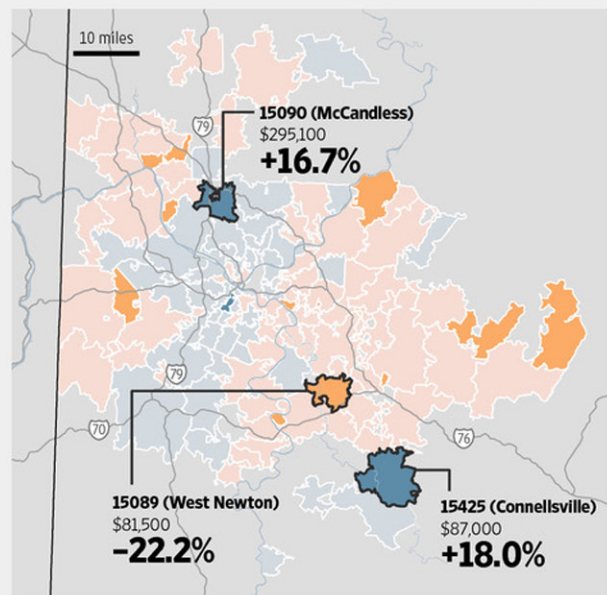 10 miles
15090 (McCandless)
$295,100
+16.7%
79
79
70
76
15089 (West Newton)
$81,500
−22.2%
15425 (Connellsville)
$87,000
+18.0%